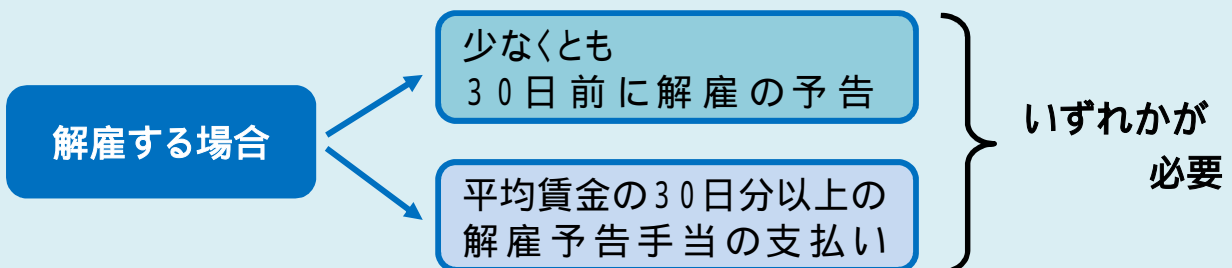 解雇する場合
少なくとも
30日前に解雇の予告
平均賃金の30日分以上の
解雇予告手当の支払い
いずれかが
必要